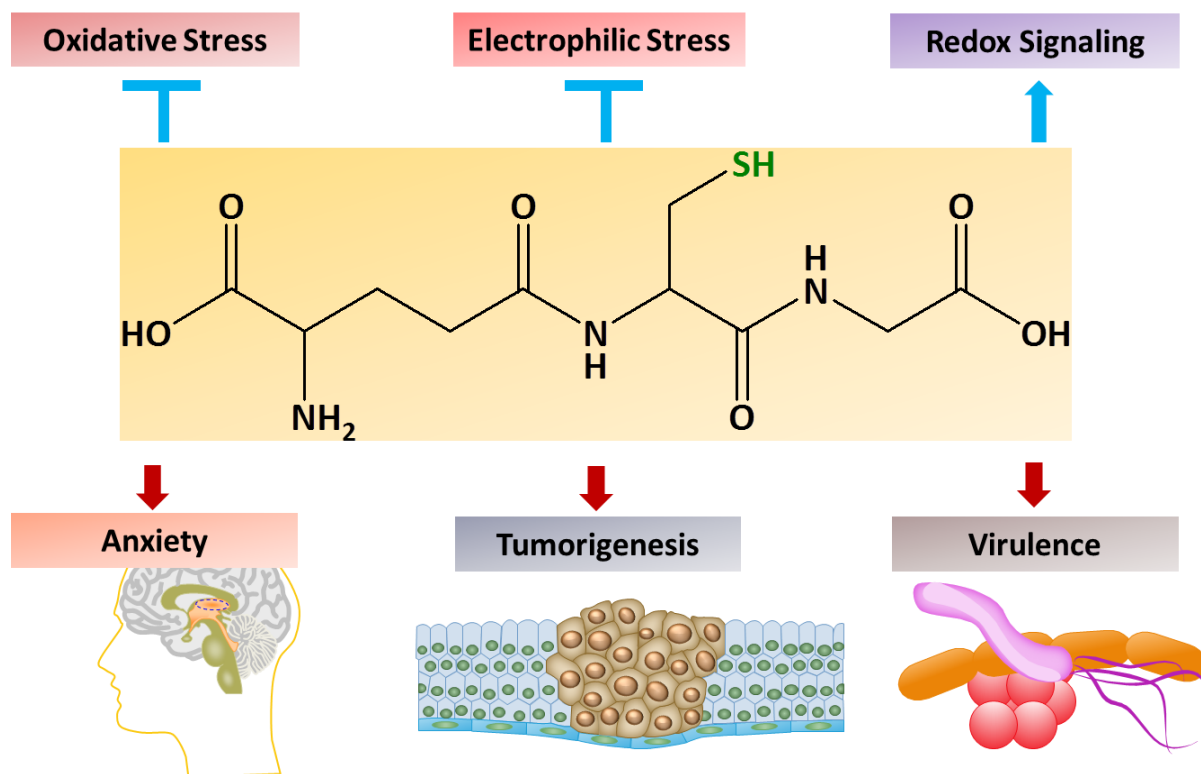 Oxidative Stress
Electrophilic Stress
Redox Signaling
SH
O
O
H
N
O
HO
N
H
OH
NH₂
O
Anxiety
Tumorigenesis
Virulence